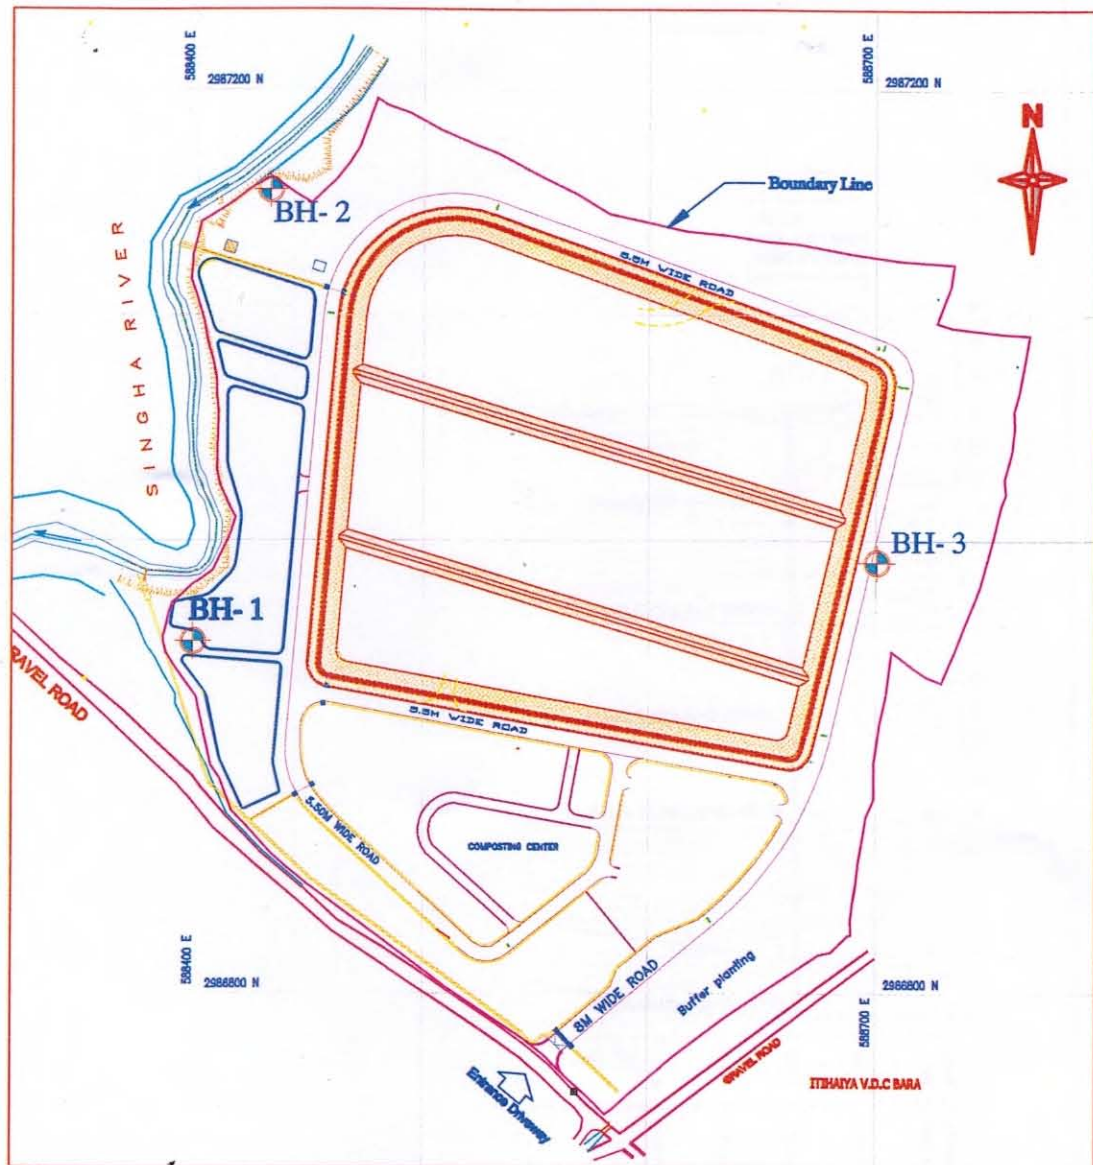 588400 E
2987200 N
588700 E
2987200 N
N
Boundary Line
BH- 2
5.5M WIDE ROAD
SINGHA RIVER
BH- 3
BH- 1
RAVEL ROAD
5.5M WIDE ROAD
5.50M WIDE ROAD
COMPOSTING CENTER
588400 E
2986800 N
8M WIDE ROAD
Buffer planting
588700 E
2986800 N
GRAVEL ROAD
ITIHAIYA V.D.C BARA
Entrance Driveway